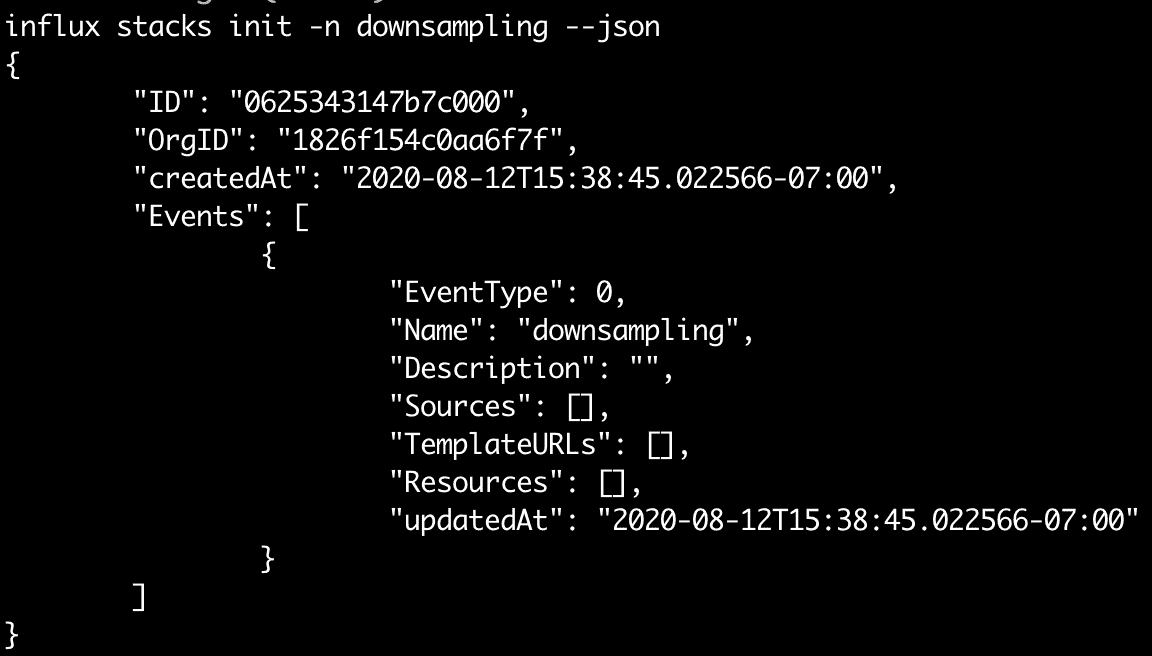 influx stacks init -n downsampling --json
{
        "ID": "0625343147b7c000",
        "OrgID": "1826f154c0aa6f7f",
        "createdAt": "2020-08-12T15:38:45.022566-07:00",
        "Events": [
                {
                        "EventType": 0,
                        "Name": "downsampling",
                        "Description": "",
                        "Sources": [],
                        "TemplateURLs": [],
                        "Resources": [],
                        "updatedAt": "2020-08-12T15:38:45.022566-07:00"
                }
        ]
}